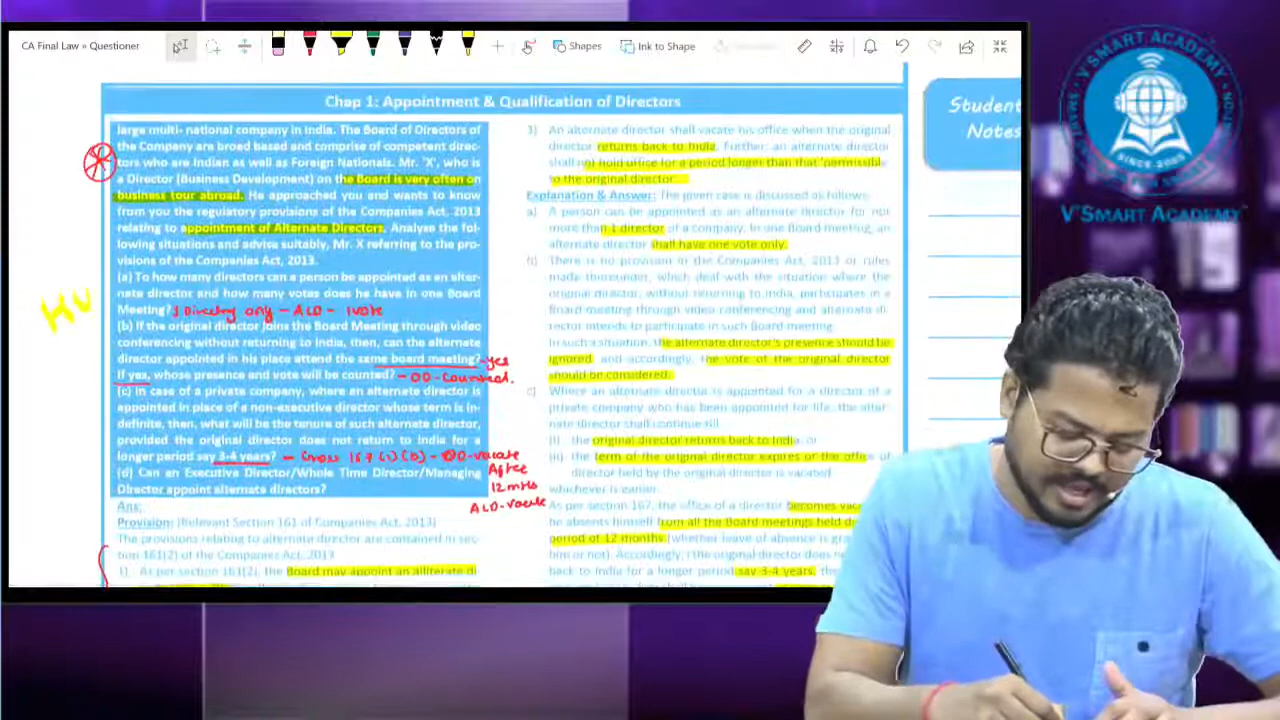 CA Final Law » Questioner
Shapes
Ink to Shape
Chap 1: Appointment & Qualification of Directors
large multi- national company in India. The Board of Directors of
the Company are broad based and comprise of competent direc-
tors who are Indian as well as Foreign Nationals. Mr. 'X', who is
a Director (Business Development) on the Board is very often on
business tour abroad. He approached you and wants to know
from you the regulatory provisions of the Companies Act, 2013
relating to appointment of Alternate Directors. Analyse the fol-
lowing situations and advise suitably, Mr. X referring to the pro-
visions of the Companies Act, 2013.
(a) To how many directors can a person be appointed as an alter-
nate director and how many votes does he have in one Board
Meeting? 1 Director only - ALD - 1 vote
(b) If the original director joins the Board Meeting through video
conferencing without returning to India, then, can the alternate
director appointed in his place attend the same board meeting? - yes
If yes, whose presence and vote will be counted? - OD - Counted.
(c) In case of a private company, where an alternate director is
appointed in place of a non-executive director whose term is in-
definite, then, what will be the tenure of such alternate director,
provided the original director does not return to India for a
longer period say 3-4 years? - Cross 167 (1) (b) - OD - vacate
After
12 mths
ALD - vacate
(d) Can an Executive Director/Whole Time Director/Managing
Director appoint alternate directors?
Ans:
Provision: (Relevant Section 161 of Companies Act, 2013)
The provisions relating to alternate director are contained in sec-
tion 161(2) of the Companies Act, 2013
1) As per section 161(2), the Board may appoint an alternate di-
HW
3) An alternate director shall vacate his office when the original
director returns back to India. Further, an alternate director
shall not hold office for a period longer than that permissible
to the original director
Explanation & Answer: The given case is discussed as follows:
a) A person can be appointed as an alternate director for not
more than 1 director of a company. In one Board meeting, an
alternate director shall have one vote only.
b) There is no provision in the Companies Act, 2013 or rules
made thereunder, which deal with the situation where the
original director, without returning to India, participates in a
Board meeting through video conferencing and alternate di-
rector intends to participate in such Board meeting.
In such a situation, the alternate director's presence should be
ignored and accordingly, the vote of the original director
should be considered.
c) Where an alternate director is appointed for a director of a
private company who has been appointed for life, the alter-
nate director shall continue till
(i) the original director returns back to India, or
(ii) the term of the original director expires or the office of
director held by the original director is vacated
whichever is earlier.
As per section 167, the office of a director becomes vaca
he absents himself from all the Board meetings held d
period of 12 months (whether leave of absence is gra
him or not). Accordingly, if the original director does n
back to India for a longer period say 3-4 years, the
Student
Notes
V'SMART ACADEMY
SINCE 2005
V'SMART ACADEMY